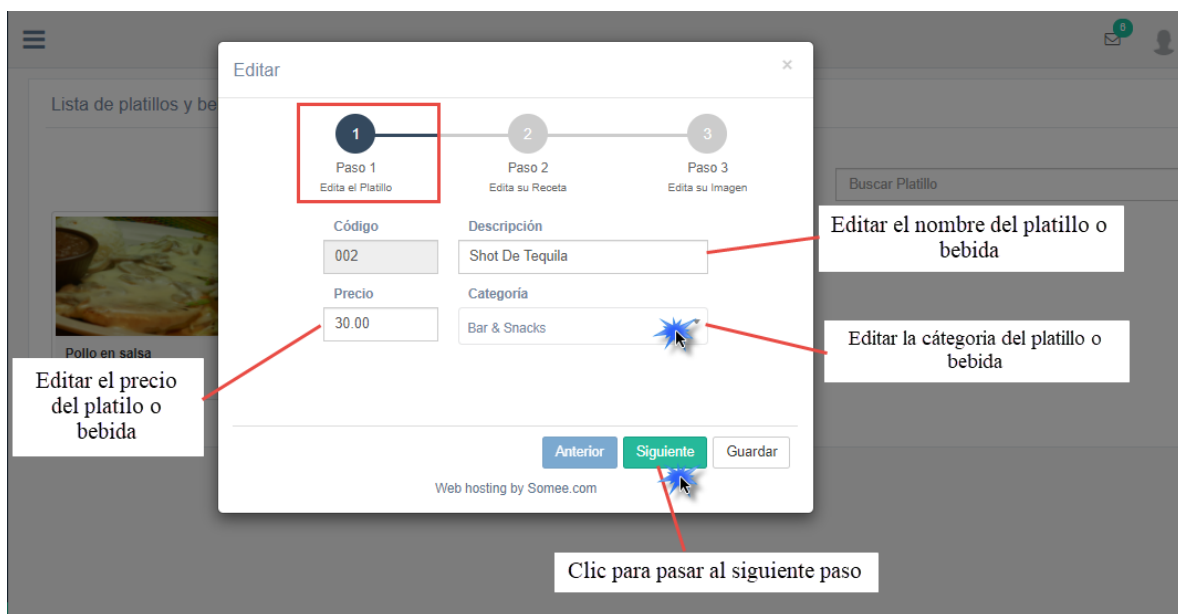 6
Editar
×
Lista de platillos y be
1
2
3
Paso 1
Paso 2
Paso 3
Edita el Platillo
Edita su Receta
Edita su Imagen
Buscar Platillo
Código
Descripción
Editar el nombre del platillo o
bebida
002
Shot De Tequila
Precio
Categoría
30.00
Bar & Snacks
Editar la cátegoria del platillo o
bebida
Pollo en salsa
Editar el precio
del platilo o
bebida
Anterior
Siguiente
Guardar
Web hosting by Somee.com
Clic para pasar al siguiente paso